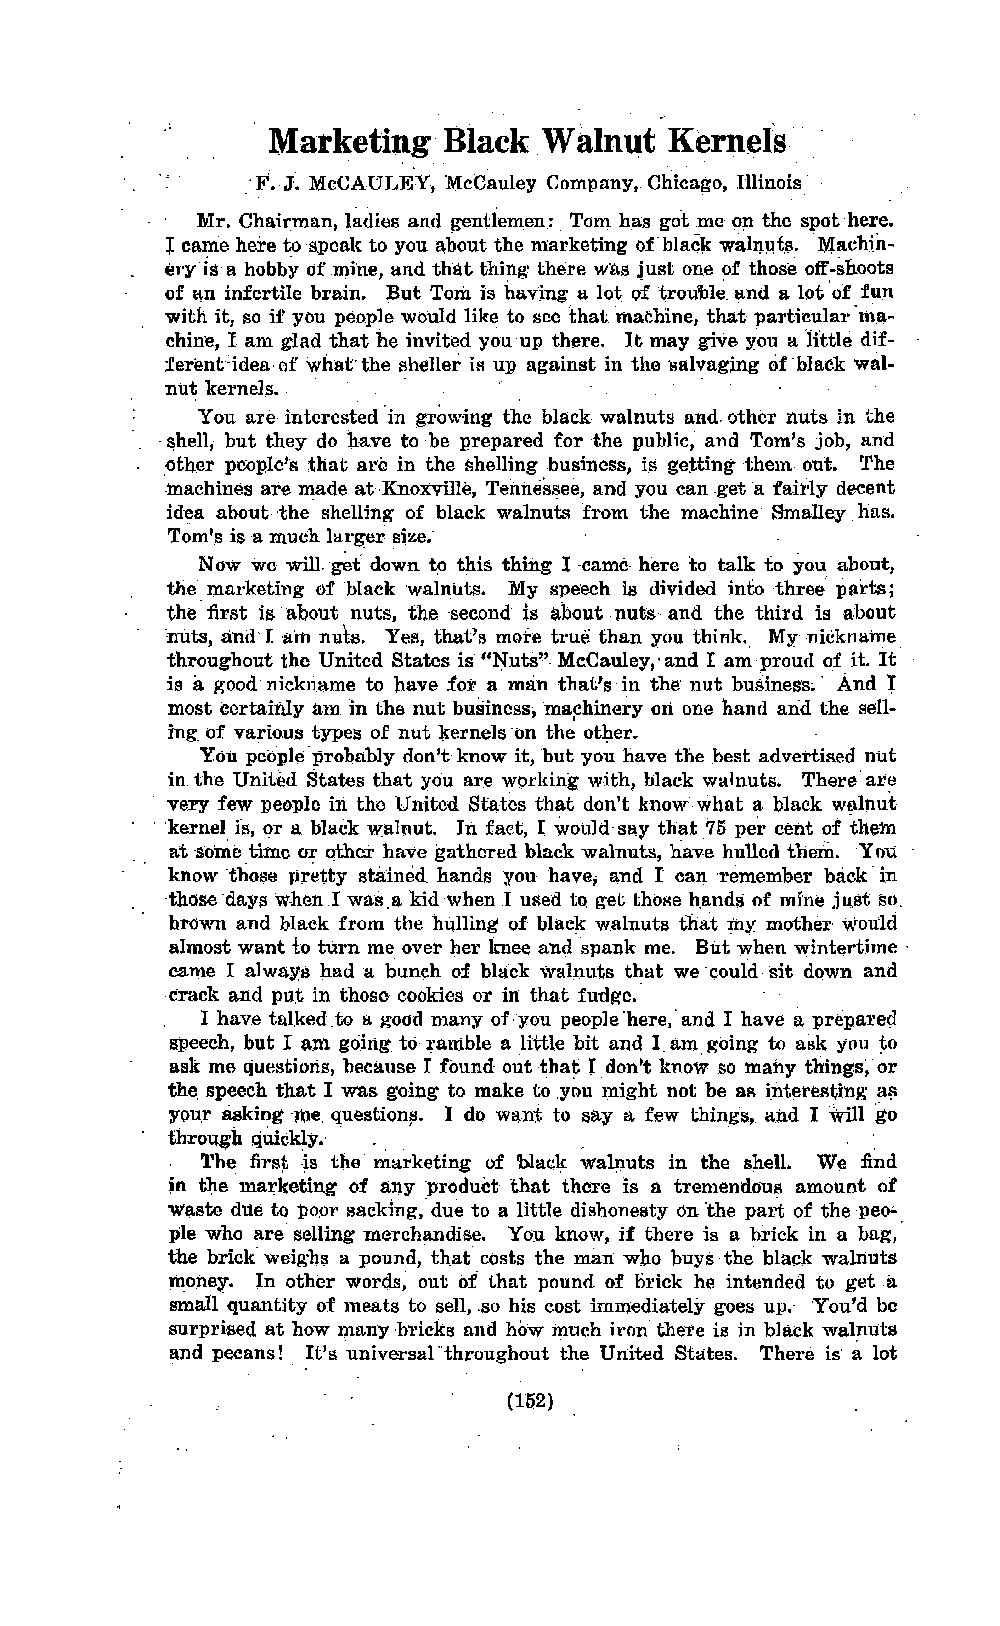 Marketing Black Walnut Kernels
F. J. McCAULEY, McCauley Company, Chicago, Illinois
Mr. Chairman, ladies and gentlemen: Tom has got me on the spot here.
I came here to speak to you about the marketing of black walnuts. Machin-
ery is a hobby of mine, and that thing there was just one of those off-shoots
of an infertile brain. But Tom is having a lot of trouble and a lot of fun
with it, so if you people would like to see that machine, that particular ma-
chine, I am glad that he invited you up there. It may give you a little dif-
ferent idea of what the sheller is up against in the salvaging of black wal-
nut kernels.
You are interested in growing the black walnuts and other nuts in the
shell, but they do have to be prepared for the public, and Tom's job, and
other people's that are in the shelling business, is getting them out. The
machines are made at Knoxville, Tennessee, and you can get a fairly decent
idea about the shelling of black walnuts from the machine Smalley has.
Tom's is a much larger size.
Now we will get down to this thing I came here to talk to you about,
the marketing of black walnuts. My speech is divided into three parts;
the first is about nuts, the second is about nuts and the third is about
nuts, and I am nuts. Yes, that's more true than you think. My nickname
throughout the United States is "Nuts" McCauley, and I am proud of it. It
is a good nickname to have for a man that's in the nut business. And I
most certainly am in the nut business, machinery on one hand and the sell-
ing of various types of nut kernels on the other.
You people probably don't know it, but you have the best advertised nut
in the United States that you are working with, black walnuts. There are
very few people in the United States that don't know what a black walnut
kernel is, or a black walnut. In fact, I would say that 75 per cent of them
at some time or other have gathered black walnuts, have hulled them. You
know those pretty stained hands you have, and I can remember back in
those days when I was a kid when I used to get those hands of mine just so
brown and black from the hulling of black walnuts that my mother would
almost want to turn me over her knee and spank me. But when wintertime
came I always had a bunch of black walnuts that we could sit down and
crack and put in those cookies or in that fudge.
I have talked to a good many of you people here, and I have a prepared
speech, but I am going to ramble a little bit and I am going to ask you to
ask me questions, because I found out that I don't know so many things, or
the speech that I was going to make to you might not be as interesting as
your asking me questions. I do want to say a few things, and I will go
through quickly.
The first is the marketing of black walnuts in the shell. We find
in the marketing of any product that there is a tremendous amount of
waste due to poor sacking, due to a little dishonesty on the part of the peo-
ple who are selling merchandise. You know, if there is a brick in a bag,
the brick weighs a pound, that costs the man who buys the black walnuts
money. In other words, out of that pound of brick he intended to get a
small quantity of meats to sell, so his cost immediately goes up. You'd be
surprised at how many bricks and how much iron there is in black walnuts
and pecans! It's universal throughout the United States. There is a lot
(152)